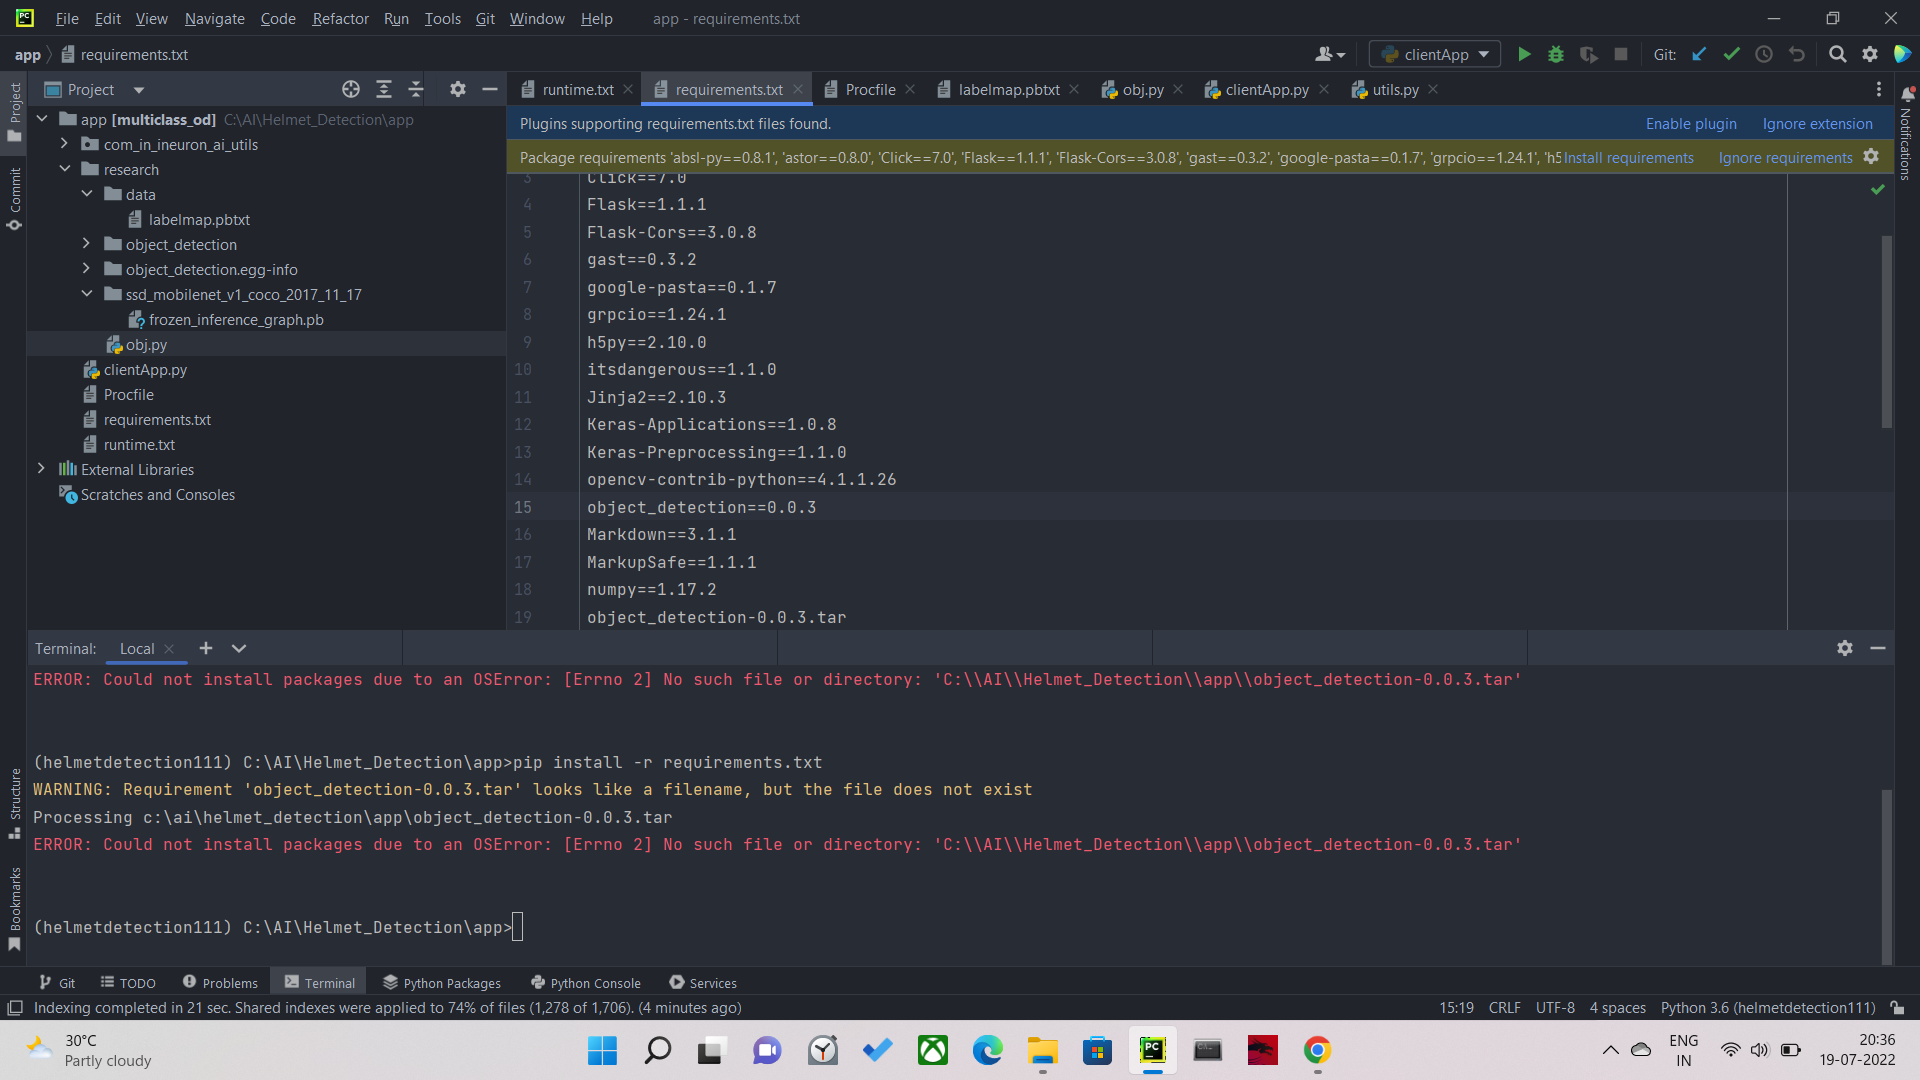 PC File Edit View Navigate Code Refactor Run Tools Git Window Help app - requirements.txt
app requirements.txt clientApp Git:
Project
runtime.txt requirements.txt Procfile labelmap.pbtxt obj.py clientApp.py utils.py
Project
Commit
Notifications
app [multiclass_od] C:\AI\Helmet_Detection\app
com_in_ineuron_ai_utils
research
data
labelmap.pbtxt
object_detection
object_detection.egg-info
ssd_mobilenet_v1_coco_2017_11_17
frozen_inference_graph.pb
obj.py
clientApp.py
Procfile
requirements.txt
runtime.txt
External Libraries
Scratches and Consoles
Plugins supporting requirements.txt files found. Enable plugin Ignore extension
Package requirements 'absl-py==0.8.1', 'astor==0.8.0', 'Click==7.0', 'Flask==1.1.1', 'Flask-Cors==3.0.8', 'gast==0.3.2', 'google-pasta==0.1.7', 'grpcio==1.24.1', 'h5 Install requirements Ignore requirements
3 Click==7.0
4 Flask==1.1.1
5 Flask-Cors==3.0.8
6 gast==0.3.2
7 google-pasta==0.1.7
8 grpcio==1.24.1
9 h5py==2.10.0
10 itsdangerous==1.1.0
11 Jinja2==2.10.3
12 Keras-Applications==1.0.8
13 Keras-Preprocessing==1.1.0
14 opencv-contrib-python==4.1.1.26
15 object_detection==0.0.3
16 Markdown==3.1.1
17 MarkupSafe==1.1.1
18 numpy==1.17.2
19 object_detection-0.0.3.tar
Terminal: Local
ERROR: Could not install packages due to an OSError: [Errno 2] No such file or directory: 'C:\\AI\\Helmet_Detection\\app\\object_detection-0.0.3.tar'
(helmetdetection111) C:\AI\Helmet_Detection\app>pip install -r requirements.txt
WARNING: Requirement 'object_detection-0.0.3.tar' looks like a filename, but the file does not exist
Processing c:\ai\helmet_detection\app\object_detection-0.0.3.tar
ERROR: Could not install packages due to an OSError: [Errno 2] No such file or directory: 'C:\\AI\\Helmet_Detection\\app\\object_detection-0.0.3.tar'
(helmetdetection111) C:\AI\Helmet_Detection\app>
Structure
Bookmarks
Git TODO Problems Terminal Python Packages Python Console Services
Indexing completed in 21 sec. Shared indexes were applied to 74% of files (1,278 of 1,706). (4 minutes ago) 15:19 CRLF UTF-8 4 spaces Python 3.6 (helmetdetection111)
30°C
Partly cloudy
PC
ENG
IN
20:36
19-07-2022